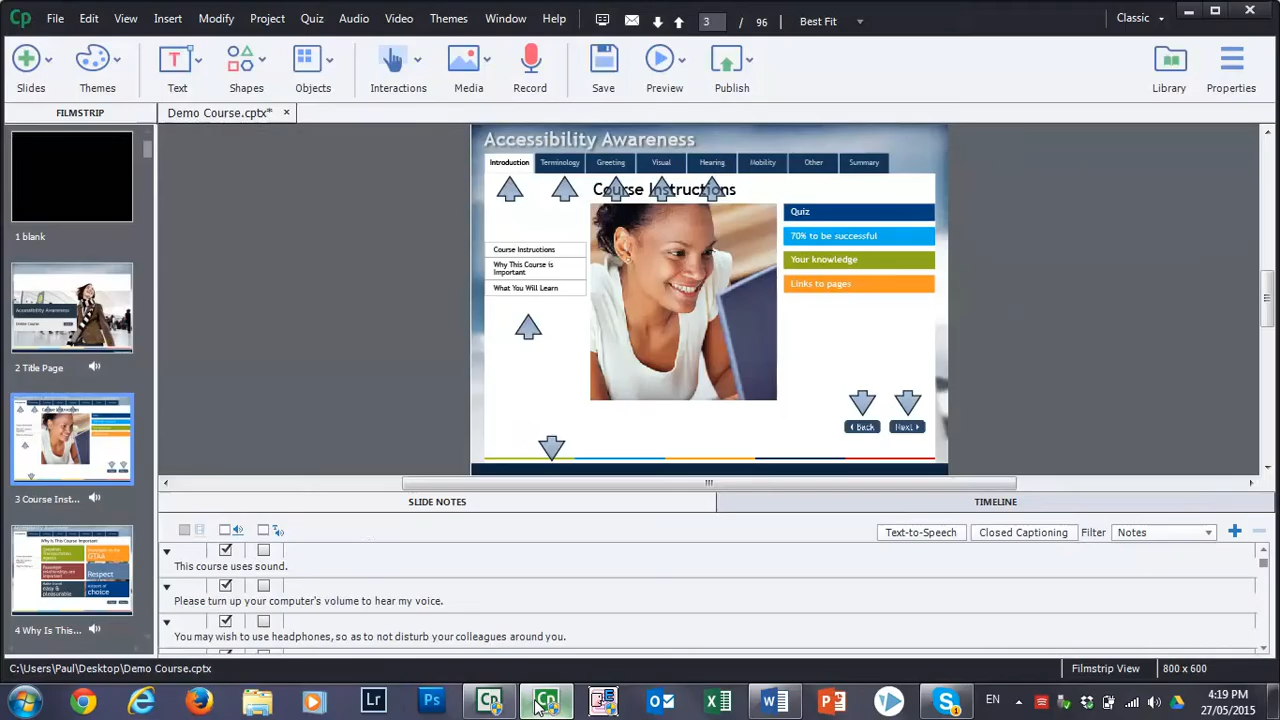 Cp File Edit View Insert Modify Project Quiz Audio Video Themes Window Help 3 / 96 Best Fit Classic
Slides Themes Text Shapes Objects Interactions Media Record Save Preview Publish Library Properties
FILMSTRIP Demo Course.cptx* ×
1 blank
Accessibility Awareness
2 Title Page
3 Course Inst...
4 Why Is This...
Accessibility Awareness
Introduction Terminology Greeting Visual Hearing Mobility Other Summary
Course Instructions
Course Instructions
Why This Course is
Important
What You Will Learn
Quiz
70% to be successful
Your knowledge
Links to pages
Back Next
SLIDE NOTES TIMELINE
Text-to-Speech Closed Captioning Filter Notes
This course uses sound.
Please turn up your computer's volume to hear my voice.
You may wish to use headphones, so as to not disturb your colleagues around you.
C:\Users\Paul\Desktop\Demo Course.cptx Filmstrip View 800 x 600
Lr Ps Cp Cp EN 4:19 PM
27/05/2015